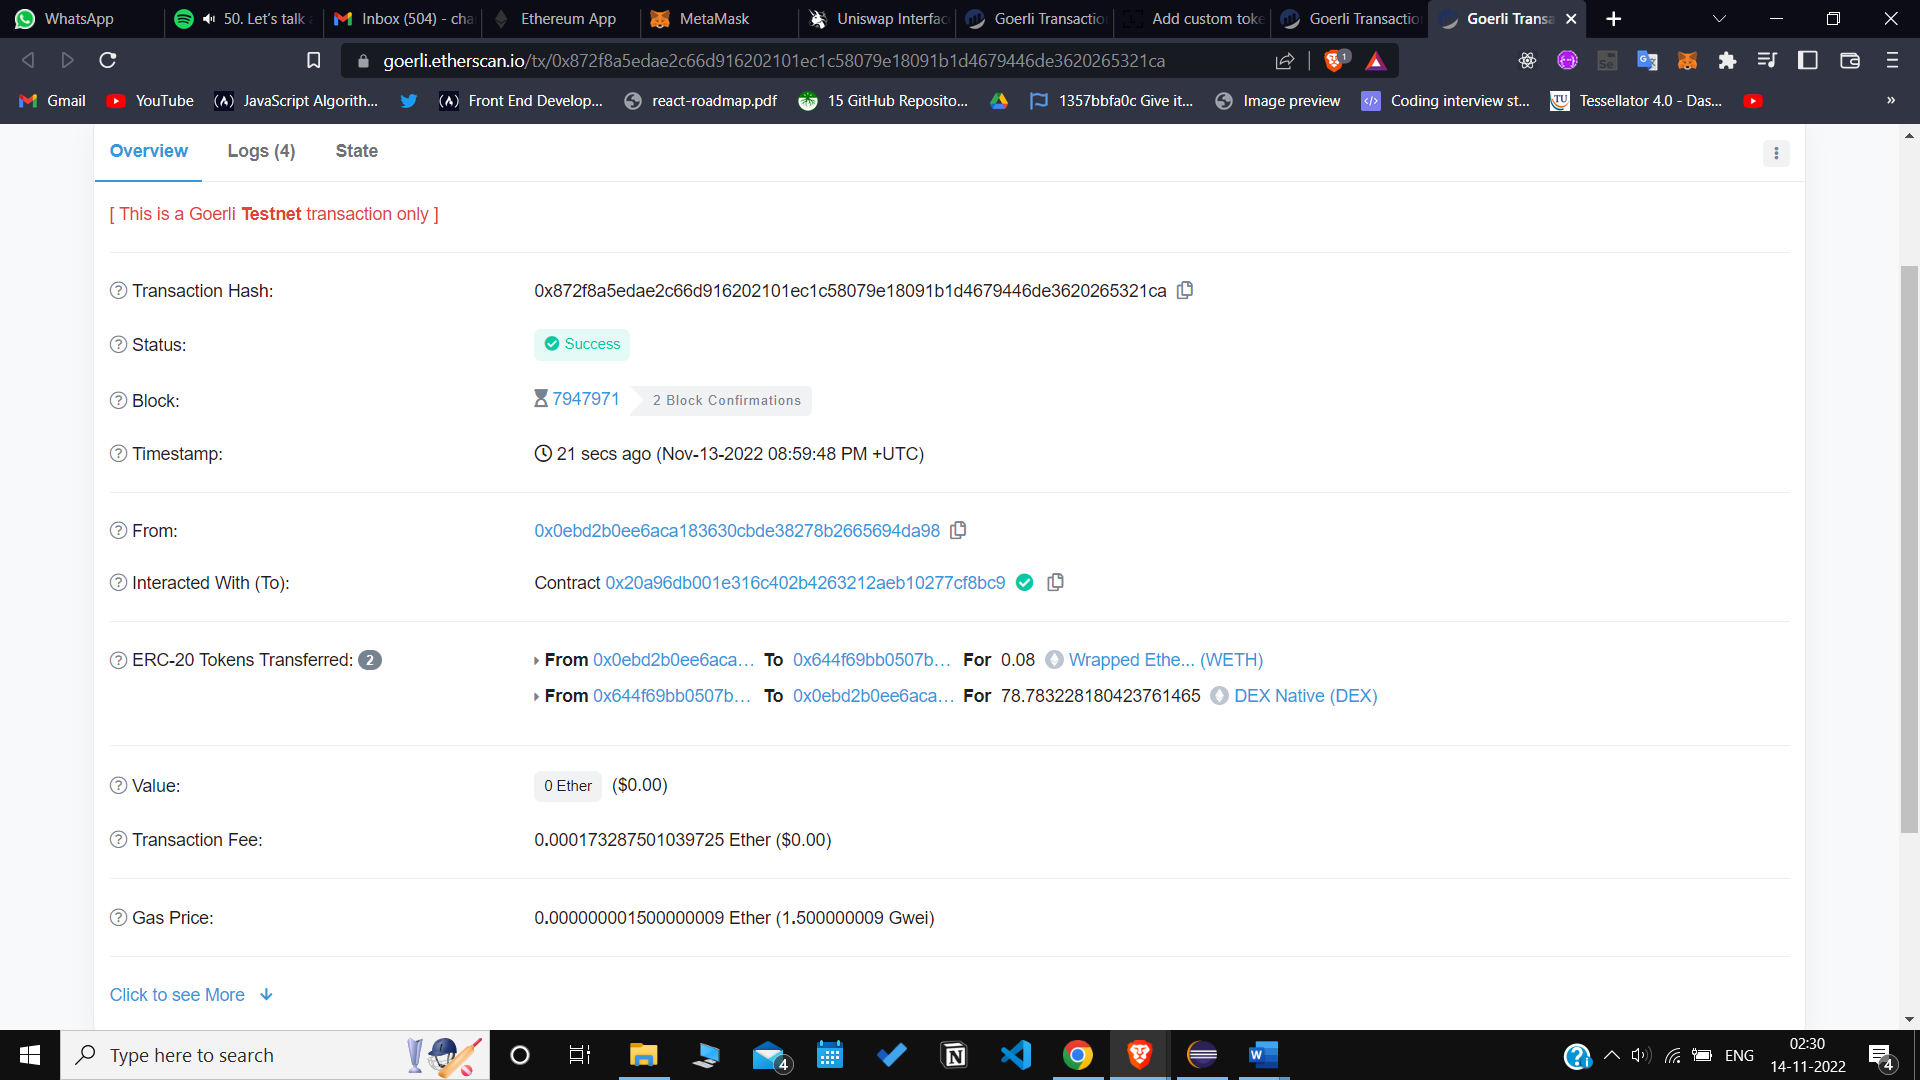 WhatsApp
50. Let's talk
Inbox (504) - cha
Ethereum App
MetaMask
Uniswap Interfac
Goerli Transactio
Add custom toke
Goerli Transactio
Goerli Transa
goerli.etherscan.io/tx/0x872f8a5edae2c66d916202101ec1c58079e18091b1d4679446de3620265321ca
1
Gmail
YouTube
JavaScript Algorith...
Front End Develop...
react-roadmap.pdf
15 GitHub Reposito...
1357bbfa0c Give it...
Image preview
Coding interview st...
Tessellator 4.0 - Das...
»
Overview Logs (4) State
[ This is a Goerli Testnet transaction only ]
Transaction Hash: 0x872f8a5edae2c66d916202101ec1c58079e18091b1d4679446de3620265321ca
Status: Success
Block: 7947971 2 Block Confirmations
Timestamp: 21 secs ago (Nov-13-2022 08:59:48 PM +UTC)
From: 0x0ebd2b0ee6aca183630cbde38278b2665694da98
Interacted With (To): Contract 0x20a96db001e316c402b4263212aeb10277cf8bc9
ERC-20 Tokens Transferred: 2 From 0x0ebd2b0ee6aca... To 0x644f69bb0507b... For 0.08 Wrapped Ethe... (WETH)
From 0x644f69bb0507b... To 0x0ebd2b0ee6aca... For 78.783228180423761465 DEX Native (DEX)
Value: 0 Ether ($0.00)
Transaction Fee: 0.000173287501039725 Ether ($0.00)
Gas Price: 0.000000001500000009 Ether (1.500000009 Gwei)
Click to see More
Type here to search
4
ENG
02:30
14-11-2022
4